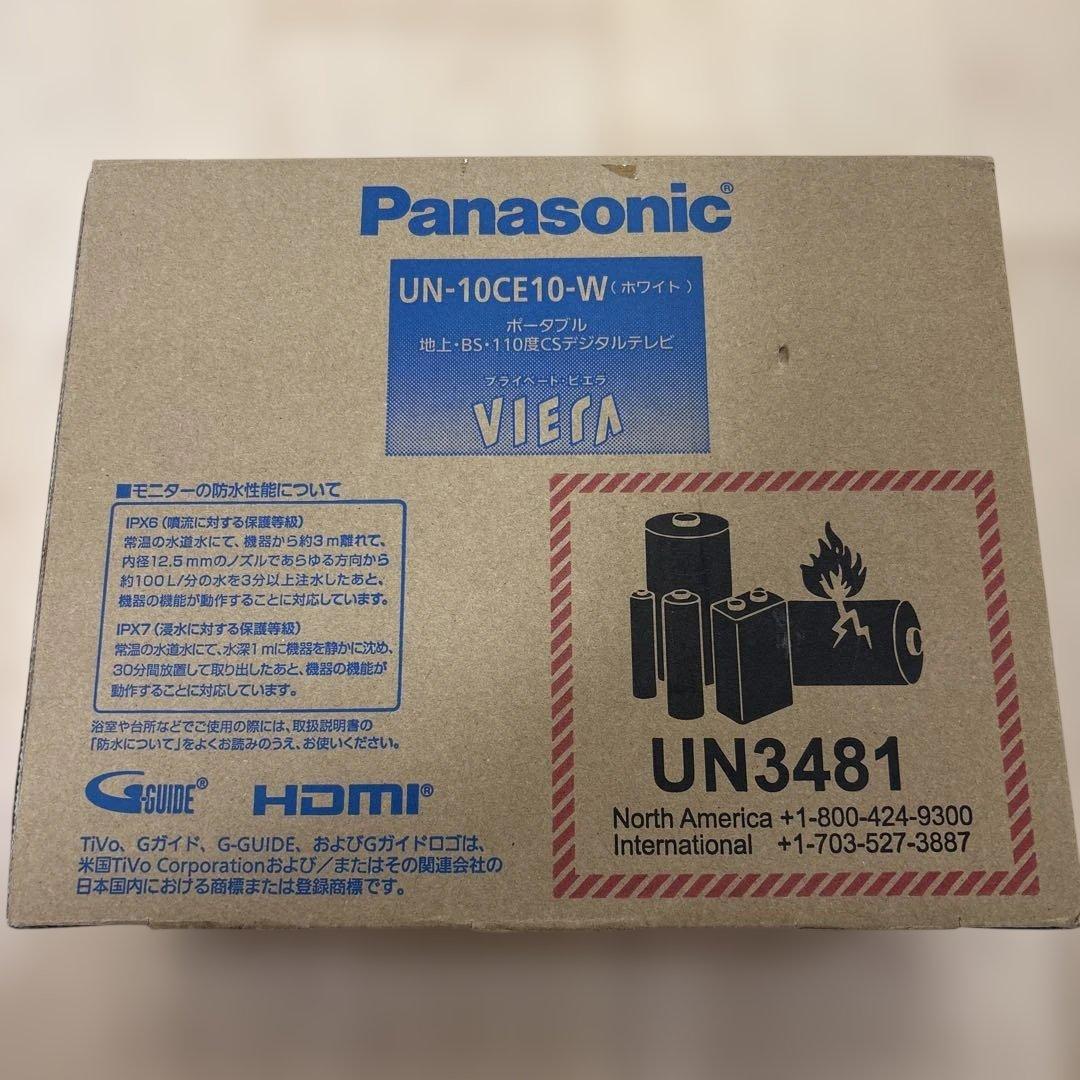 Panasonic®
UN-10CE10-W（ホワイト）
ポータブル
地上・BS・110度CSデジタルテレビ
プライベート・ビエラ
VIERA
■モニターの防水性能について
IPX6（噴流に対する保護等級）
常温の水道水にて、機器から約3m離れて、
内径12.5mmのノズルであらゆる方向から
約100L/分の水を3分以上注水したあと、
機器の機能が動作することに対応しています。
IPX7（浸水に対する保護等級）
常温の水道水にて、水深1mに機器を静かに沈め、
30分間放置して取り出したあと、機器の機能が
動作することに対応しています。
浴室や台所などでご使用の際には、取扱説明書の
「防水について」をよくお読みのうえ、お使いください。
G-GUIDE® HDMI®
TiVo、Gガイド、G-GUIDE、およびGガイドロゴは、
米国TiVo Corporationおよび／またはその関連会社の
日本国内における商標または登録商標です。
UN3481
North America +1-800-424-9300
International +1-703-527-3887